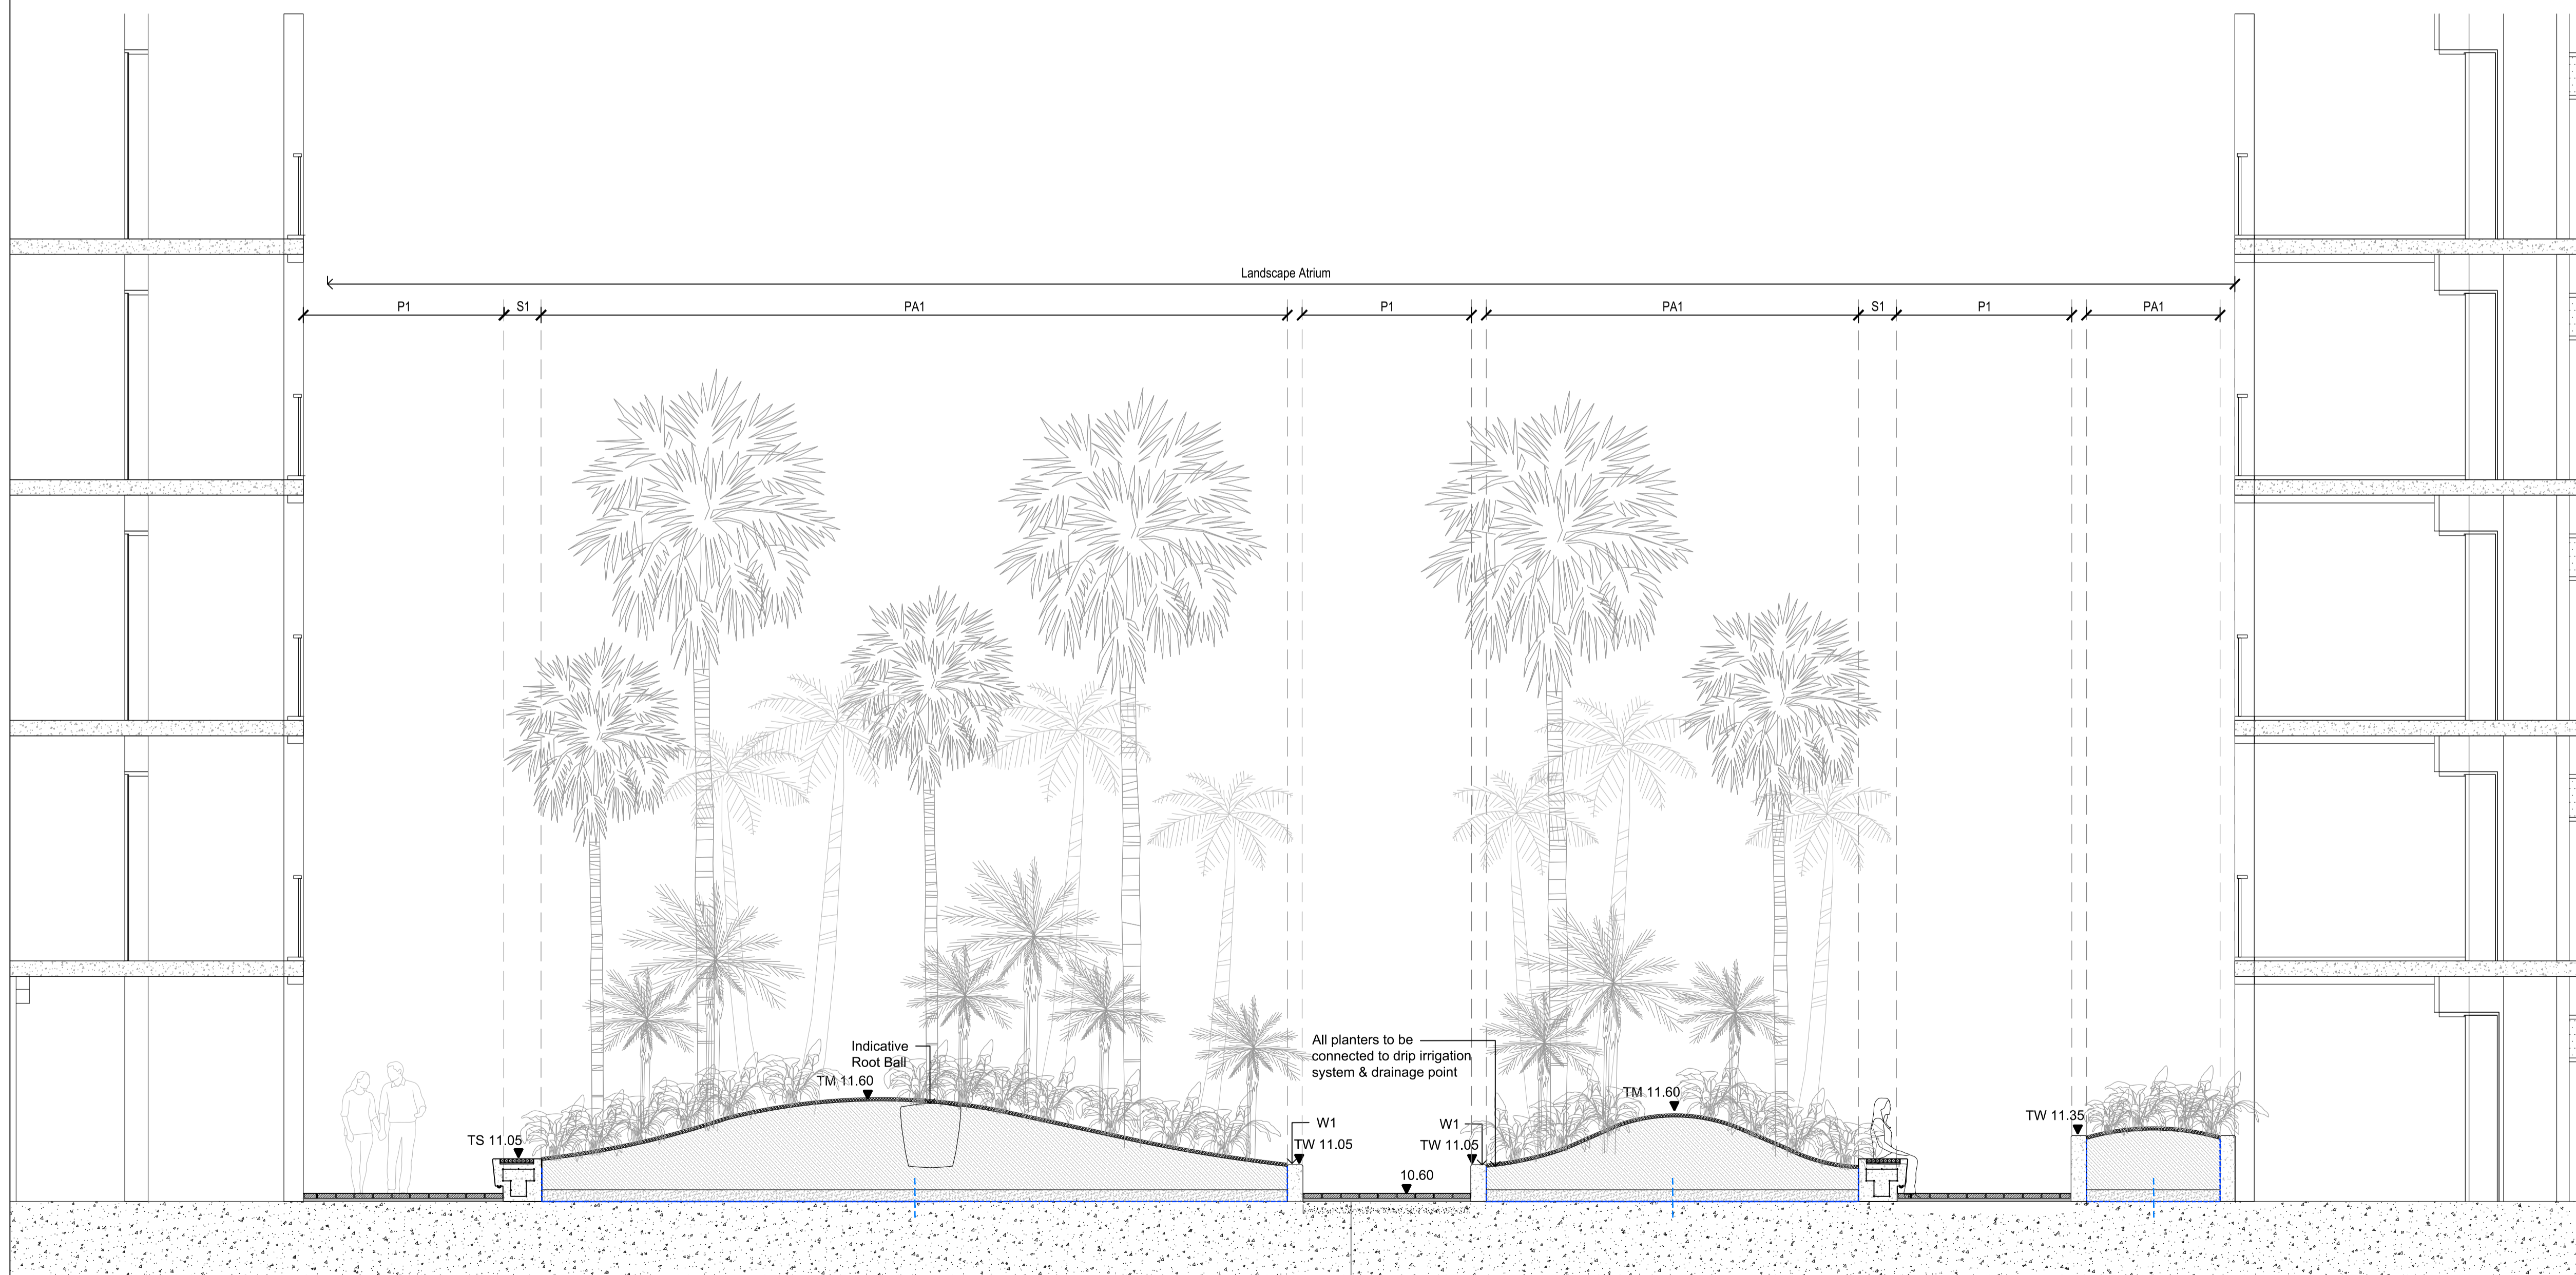 Landscape Atrium
P1
S1
PA1
P1
PA1
S1
P1
PA1
Indicative
Root Ball
TM 11.60
All planters to be
connected to drip irrigation
system & drainage point
TM 11.60
TS 11.05
W1
TW 11.05
W1
TW 11.05
TW 11.35
10.60